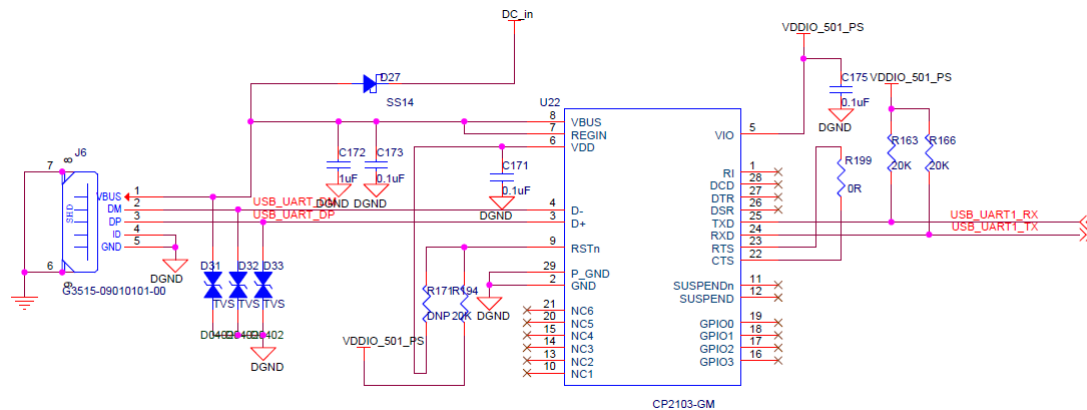 DC_in
VDDIO_501_PS
D27
SS14
C175
0.1uF
DGND
VDDIO_501_PS
U22
8 VBUS
7 REGIN
6 VDD
VIO 5
R163
20K
R166
20K
R199
0R
C172
1uF
DGND
C173
0.1uF
DGND
C171
0.1uF
DGND
J6
7
8
SHD
VBUS 1
DM 2
DP 3
ID 4
GND 5
6
9
G3515-09010101-00
USB_UART_DM
USB_UART_DP
DGND
4 D-
3 D+
9 RSTn
29 P_GND
2 GND
DGND
RI 1
DCD 28
DTR 27
DSR 26
TXD 25
RXD 24
RTS 23
CTS 22
USB_UART1_RX
USB_UART1_TX
D31
TVS
D32
TVS
D33
TVS
D0402
DGND
R171
DNP
R194
20K
VDDIO_501_PS
21 NC6
20 NC5
15 NC4
14 NC3
13 NC2
10 NC1
SUSPENDn 11
SUSPEND 12
GPIO0 19
GPIO1 18
GPIO2 17
GPIO3 16
CP2103-GM